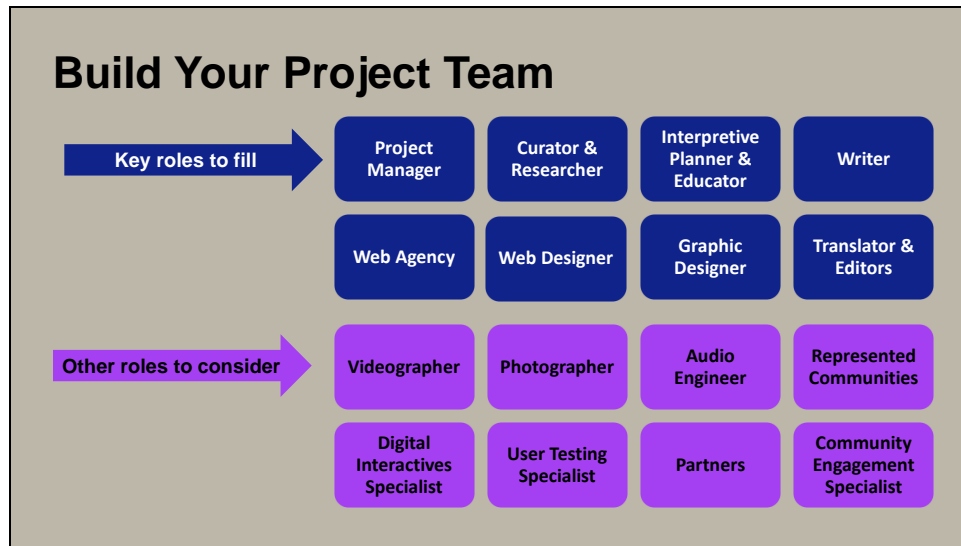 Build Your Project Team
Key roles to fill
Project
Manager
Curator &
Researcher
Interpretive
Planner &
Educator
Writer
Web Agency
Web Designer
Graphic
Designer
Translator &
Editors
Other roles to consider
Videographer
Photographer
Audio
Engineer
Represented
Communities
Digital
Interactives
Specialist
User Testing
Specialist
Partners
Community
Engagement
Specialist